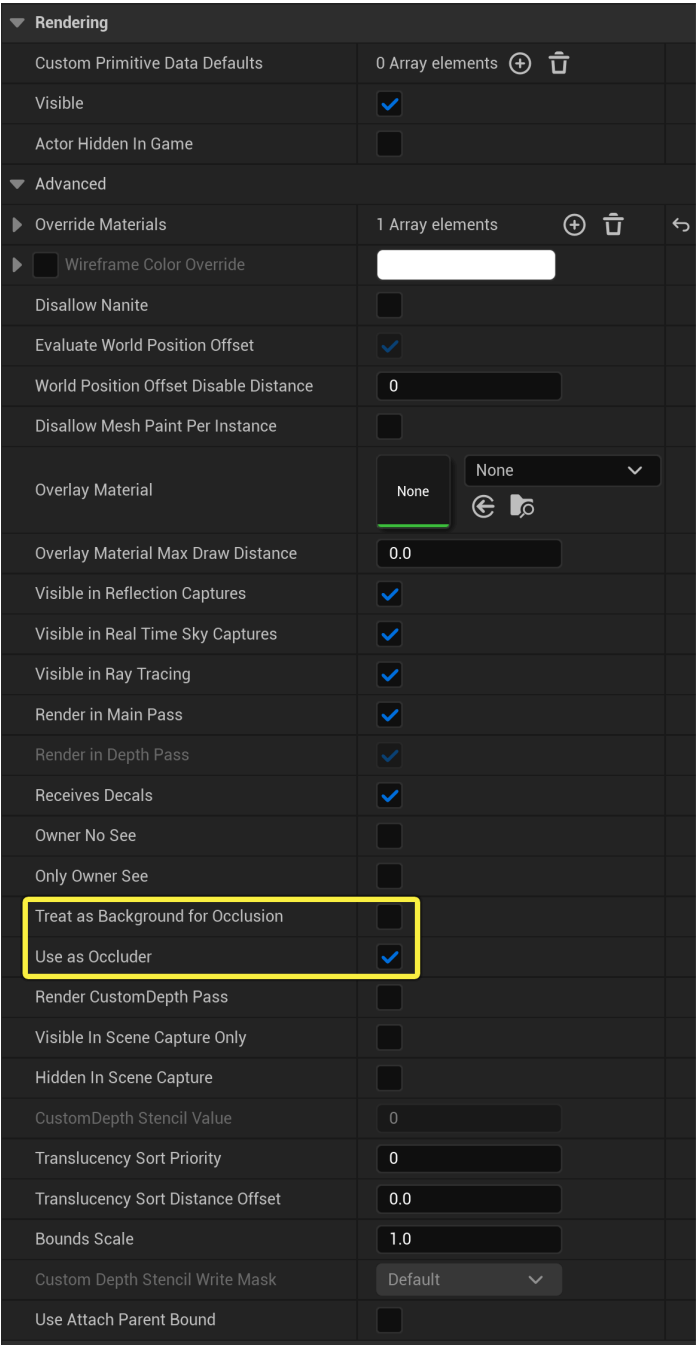 Rendering
Custom Primitive Data Defaults 0 Array elements
Visible
Actor Hidden In Game
Advanced
Override Materials 1 Array elements
Wireframe Color Override
Disallow Nanite
Evaluate World Position Offset
World Position Offset Disable Distance 0
Disallow Mesh Paint Per Instance
Overlay Material None None
Overlay Material Max Draw Distance 0.0
Visible in Reflection Captures
Visible in Real Time Sky Captures
Visible in Ray Tracing
Render in Main Pass
Render in Depth Pass
Receives Decals
Owner No See
Only Owner See
Treat as Background for Occlusion
Use as Occluder
Render CustomDepth Pass
Visible In Scene Capture Only
Hidden In Scene Capture
CustomDepth Stencil Value 0
Translucency Sort Priority 0
Translucency Sort Distance Offset 0.0
Bounds Scale 1.0
Custom Depth Stencil Write Mask Default
Use Attach Parent Bound